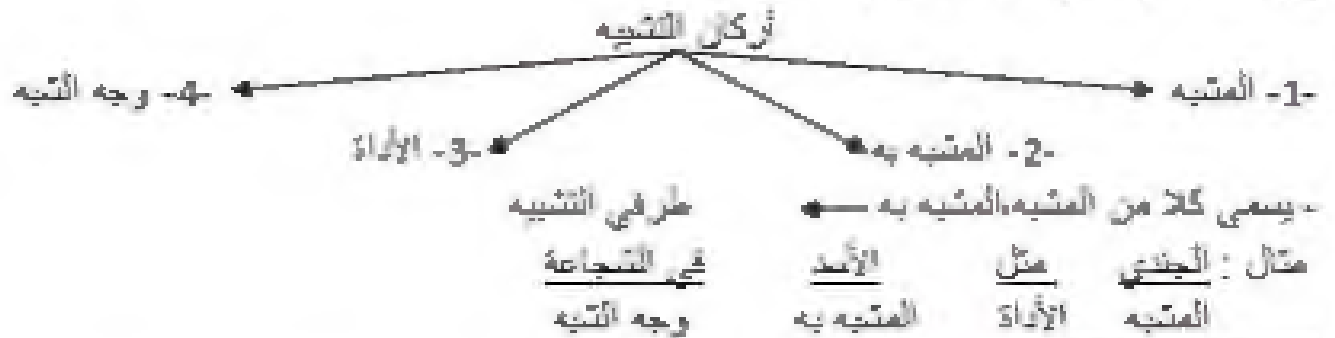 أركان التشبيه
-1- المشبه
-2- المشبه به
-3- الأداة
-4- وجه الشبه
- يسمي كلا من المشبه،المشبه به ← طرفي التشبيه
مثال : الجندي مثل الأسد في الشجاعة
المشبه الأداة المشبه به وجه الشبه